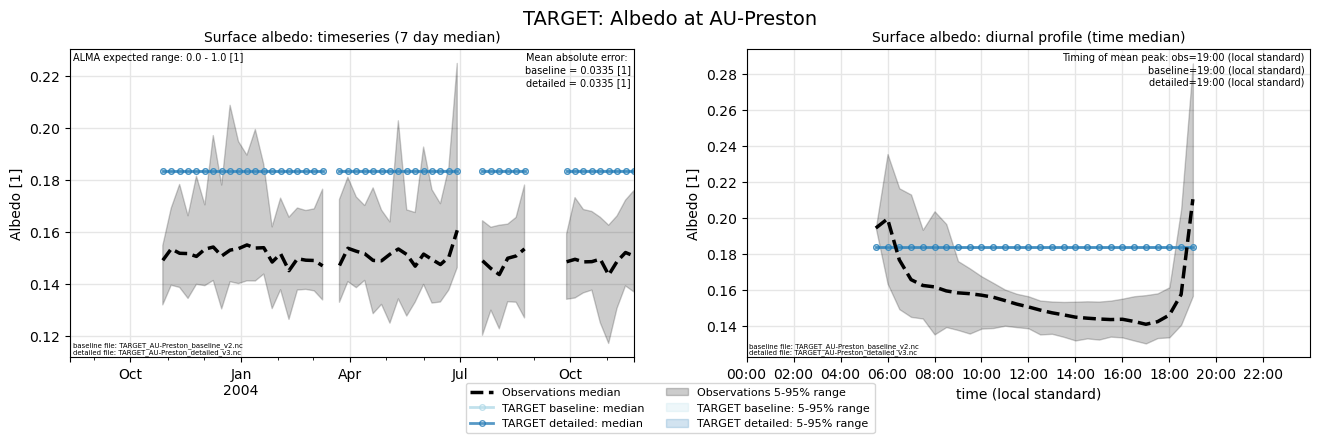 TARGET: Albedo at AU-Preston
Surface albedo: timeseries (7 day median)
ALMA expected range: 0.0 - 1.0 [1]
Mean absolute error:
baseline = 0.0335 [1]
detailed = 0.0335 [1]
Albedo [1]
0.22
0.20
0.18
0.16
0.14
0.12
baseline file: TARGET_AU-Preston_baseline_v2.nc
detailed file: TARGET_AU-Preston_detailed_v3.nc
Oct Jan Apr Jul Oct
2004
Surface albedo: diurnal profile (time median)
Timing of mean peak: obs=19:00 (local standard)
baseline=19:00 (local standard)
detailed=19:00 (local standard)
Albedo [1]
0.28
0.26
0.24
0.22
0.20
0.18
0.16
0.14
baseline file: TARGET_AU-Preston_baseline_v2.nc
detailed file: TARGET_AU-Preston_detailed_v3.nc
00:00 02:00 04:00 06:00 08:00 10:00 12:00 14:00 16:00 18:00 20:00 22:00
time (local standard)
Observations median
TARGET baseline: median
TARGET detailed: median
Observations 5-95% range
TARGET baseline: 5-95% range
TARGET detailed: 5-95% range